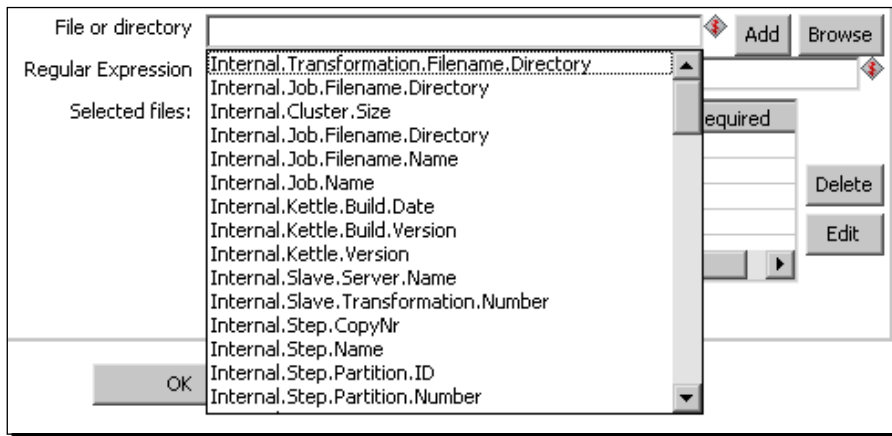 File or directory
Add
Browse
Regular Expression
Internal.Transformation.Filename.Directory
Internal.Job.Filename.Directory
Selected files:
Internal.Cluster.Size
equired
Internal.Job.Filename.Directory
Internal.Job.Filename.Name
Internal.Job.Name
Delete
Internal.Kettle.Build.Date
Internal.Kettle.Build.Version
Edit
Internal.Kettle.Version
Internal.Slave.Server.Name
Internal.Slave.Transformation.Number
Internal.Step.CopyNr
Internal.Step.Name
Internal.Step.Partition.ID
OK
Internal.Step.Partition.Number